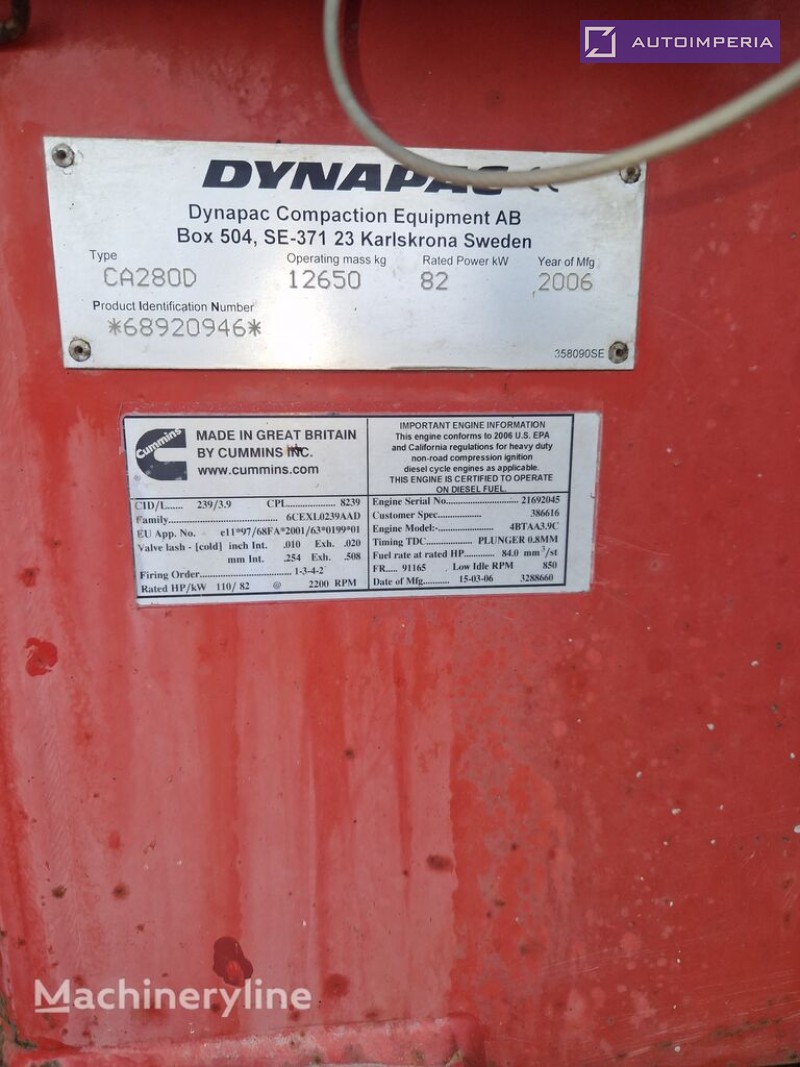 AUTOIMPERIA
DYNAPAC
Dynapac Compaction Equipment AB
Box 504, SE-371 23 Karlskrona Sweden
Type Operating mass kg Rated Power kW Year of Mfg
CA280D 12650 82 2006
Product Identification Number
*68920946*
358090SE
Cummins
MADE IN GREAT BRITAIN
BY CUMMINS INC.
www.cummins.com
IMPORTANT ENGINE INFORMATION
This engine conforms to 2006 U.S. EPA
and California regulations for heavy duty
non-road compression ignition
diesel cycle engines as applicable.
THIS ENGINE IS CERTIFIED TO OPERATE
ON DIESEL FUEL.
CID/L...... 239/3.9 CPL................... 8239
Family............................................. 6CEXL0239AAD
EU App. No. e11*97/68FA*2001/63*0199*01
Valve lash - [cold] inch Int. .010 Exh. .020
mm Int. .254 Exh. .508
Firing Order................................... 1-3-4-2
Rated HP/kW 110/ 82 @ 2200 RPM
Engine Serial No........................... 21692045
Customer Spec.............................. 386616
Engine Model:-........................ 4BTAA3.9C
Timing TDC................... PLUNGER 0.8MM
Fuel rate at rated HP............ 84.0 mm³/st
FR..... 91165 Low Idle RPM 850
Date of Mfg........... 15-03-06 3288660
Machineryline